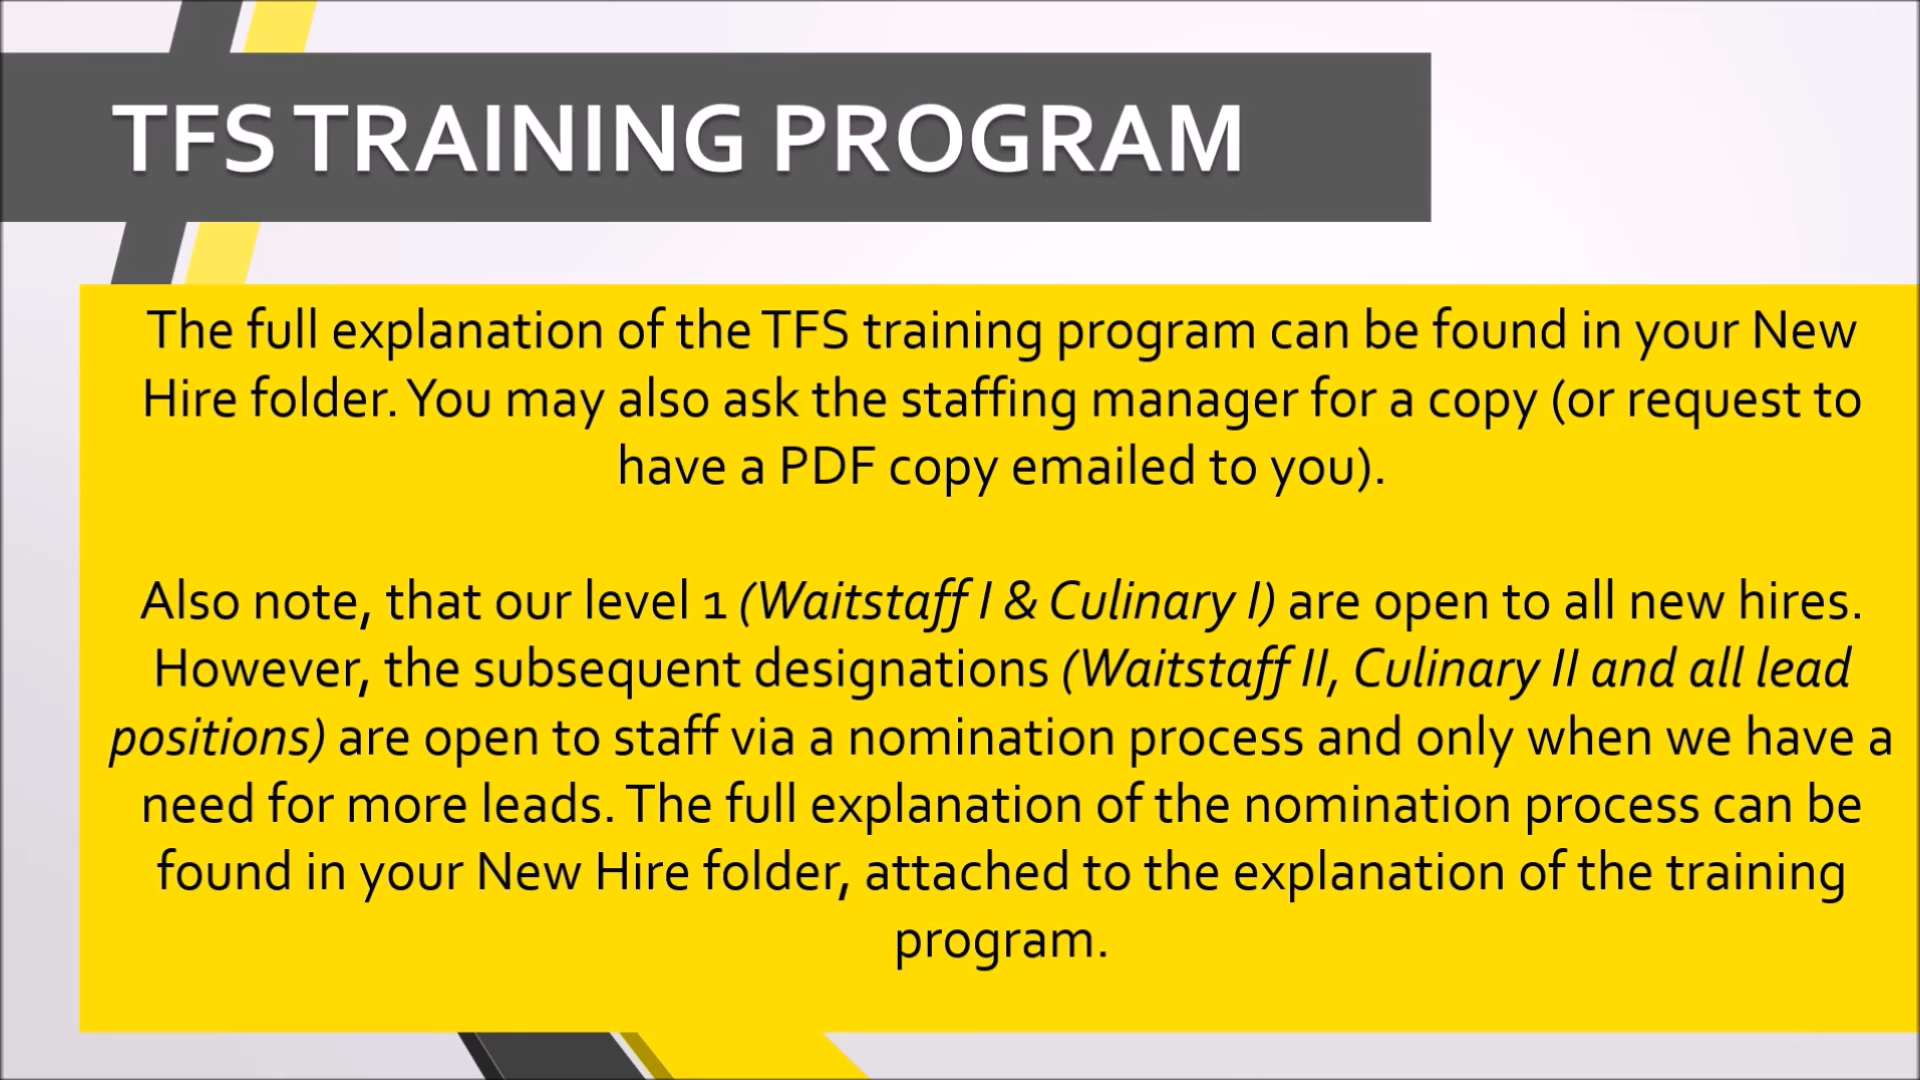 TFS TRAINING PROGRAM
The full explanation of the TFS training program can be found in your New
Hire folder. You may also ask the staffing manager for a copy (or request to
have a PDF copy emailed to you).
Also note, that our level 1 (Waitstaff I & Culinary I) are open to all new hires.
However, the subsequent designations (Waitstaff II, Culinary II and all lead
positions) are open to staff via a nomination process and only when we have a
need for more leads. The full explanation of the nomination process can be
found in your New Hire folder, attached to the explanation of the training
program.